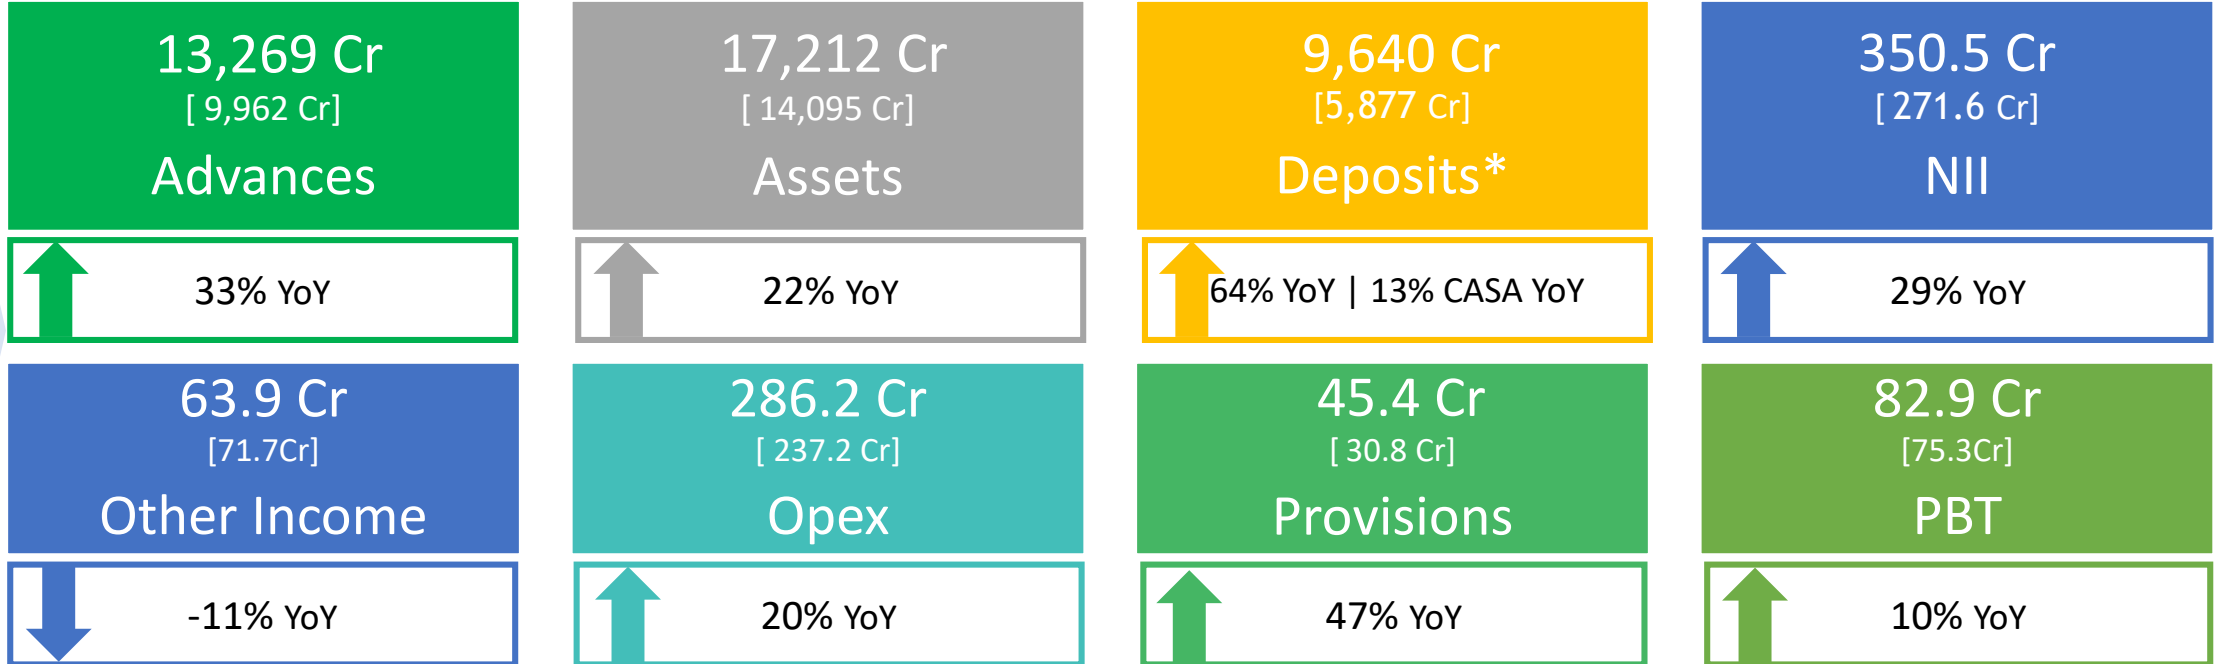 13,269 Cr
[ 9,962 Cr]
Advances
33% YoY
17,212 Cr
[ 14,095 Cr]
Assets
22% YoY
9,640 Cr
[5,877 Cr]
Deposits*
64% YoY | 13% CASA YoY
350.5 Cr
[ 271.6 Cr]
NII
29% YoY
63.9 Cr
[71.7Cr]
Other Income
-11% YoY
286.2 Cr
[ 237.2 Cr]
Opex
20% YoY
45.4 Cr
[ 30.8 Cr]
Provisions
47% YoY
82.9 Cr
[75.3Cr]
PBT
10% YoY